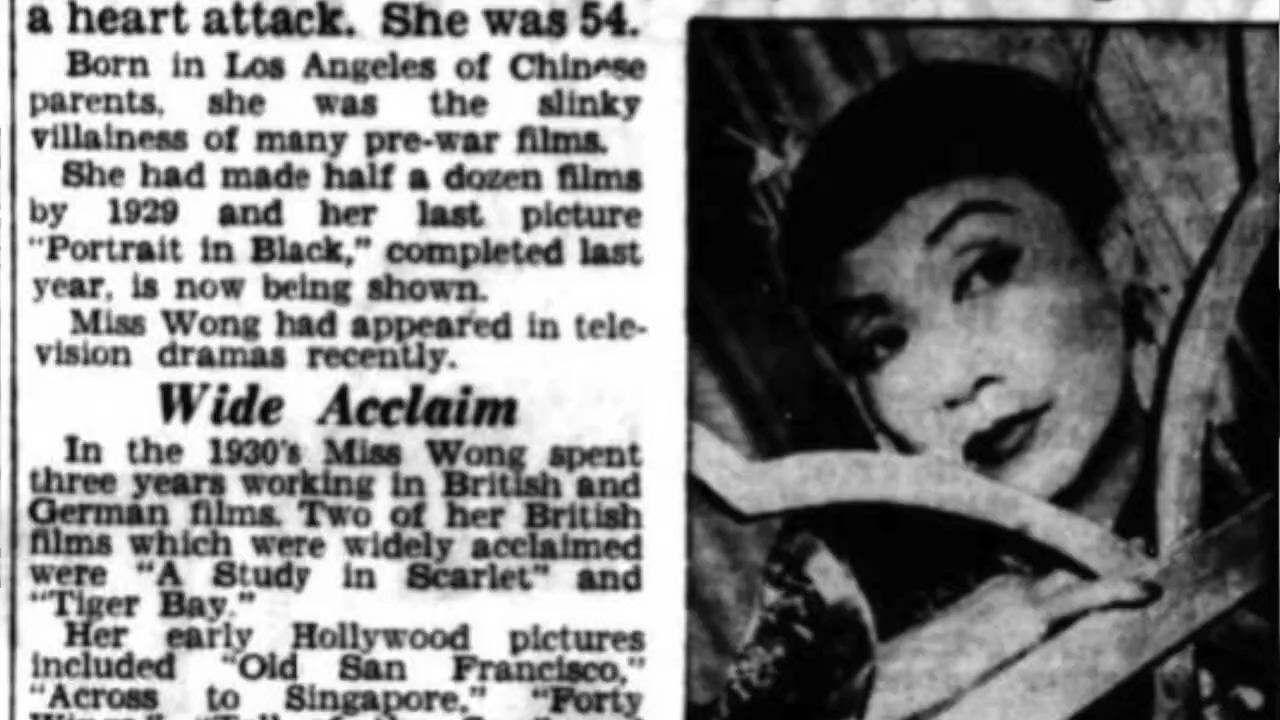 a heart attack. She was 54.
Born in Los Angeles of Chinese
parents, she was the slinky
villainess of many pre-war films.
She had made half a dozen films
by 1929 and her last picture
"Portrait in Black," completed last
year, is now being shown.
Miss Wong had appeared in tele-
vision dramas recently.
Wide Acclaim
In the 1930's Miss Wong spent
three years working in British and
German films. Two of her British
films which were widely acclaimed
were "A Study in Scarlet" and
"Tiger Bay."
Her early Hollywood pictures
included "Old San Francisco,"
"Across to Singapore," "Forty